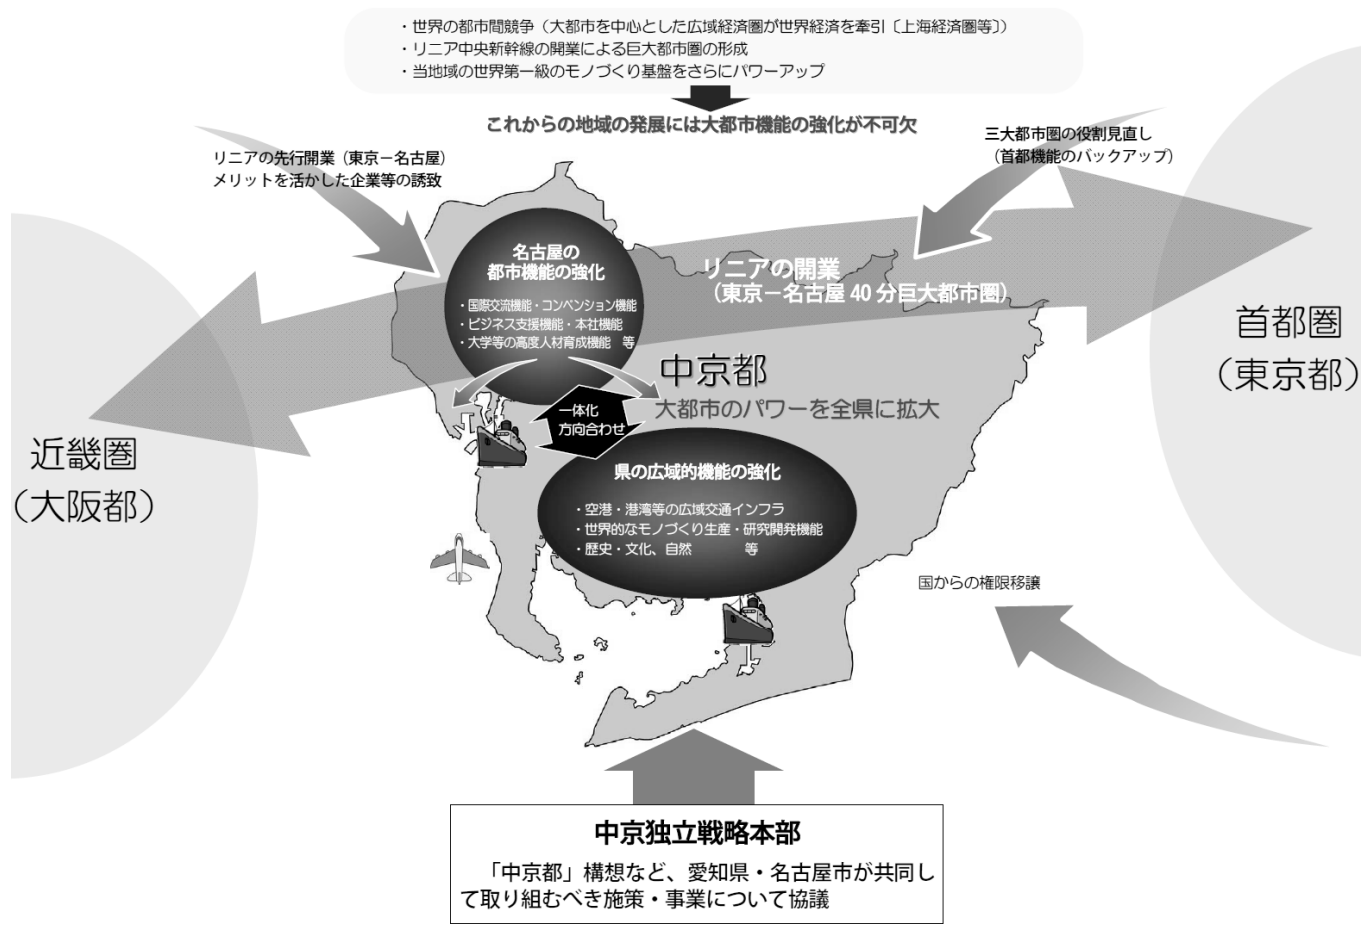 ・世界の都市間競争（大都市を中心とした広域経済圏が世界経済を牽引〔上海経済圏等〕）
・リニア中央新幹線の開業による巨大都市圏の形成
・当地域の世界第一級のモノづくり基盤をさらにパワーアップ
これからの地域の発展には大都市機能の強化が不可欠
リニアの先行開業（東京－名古屋）
メリットを活かした企業等の誘致
三大都市圏の役割見直し
（首都機能のバックアップ）
名古屋の
都市機能の強化
・国際交流機能・コンベンション機能
・ビジネス支援機能・本社機能
・大学等の高度人材育成機能　等
リニアの開業
（東京－名古屋 40 分巨大都市圏）
首都圏
（東京都）
中京都
大都市のパワーを全県に拡大
一体化
方向合わせ
近畿圏
（大阪都）
県の広域的機能の強化
・空港・港湾等の広域交通インフラ
・世界的なモノづくり生産・研究開発機能
・歴史・文化、自然　　　等
国からの権限移譲
中京独立戦略本部
「中京都」構想など、愛知県・名古屋市が共同し
て取り組むべき施策・事業について協議